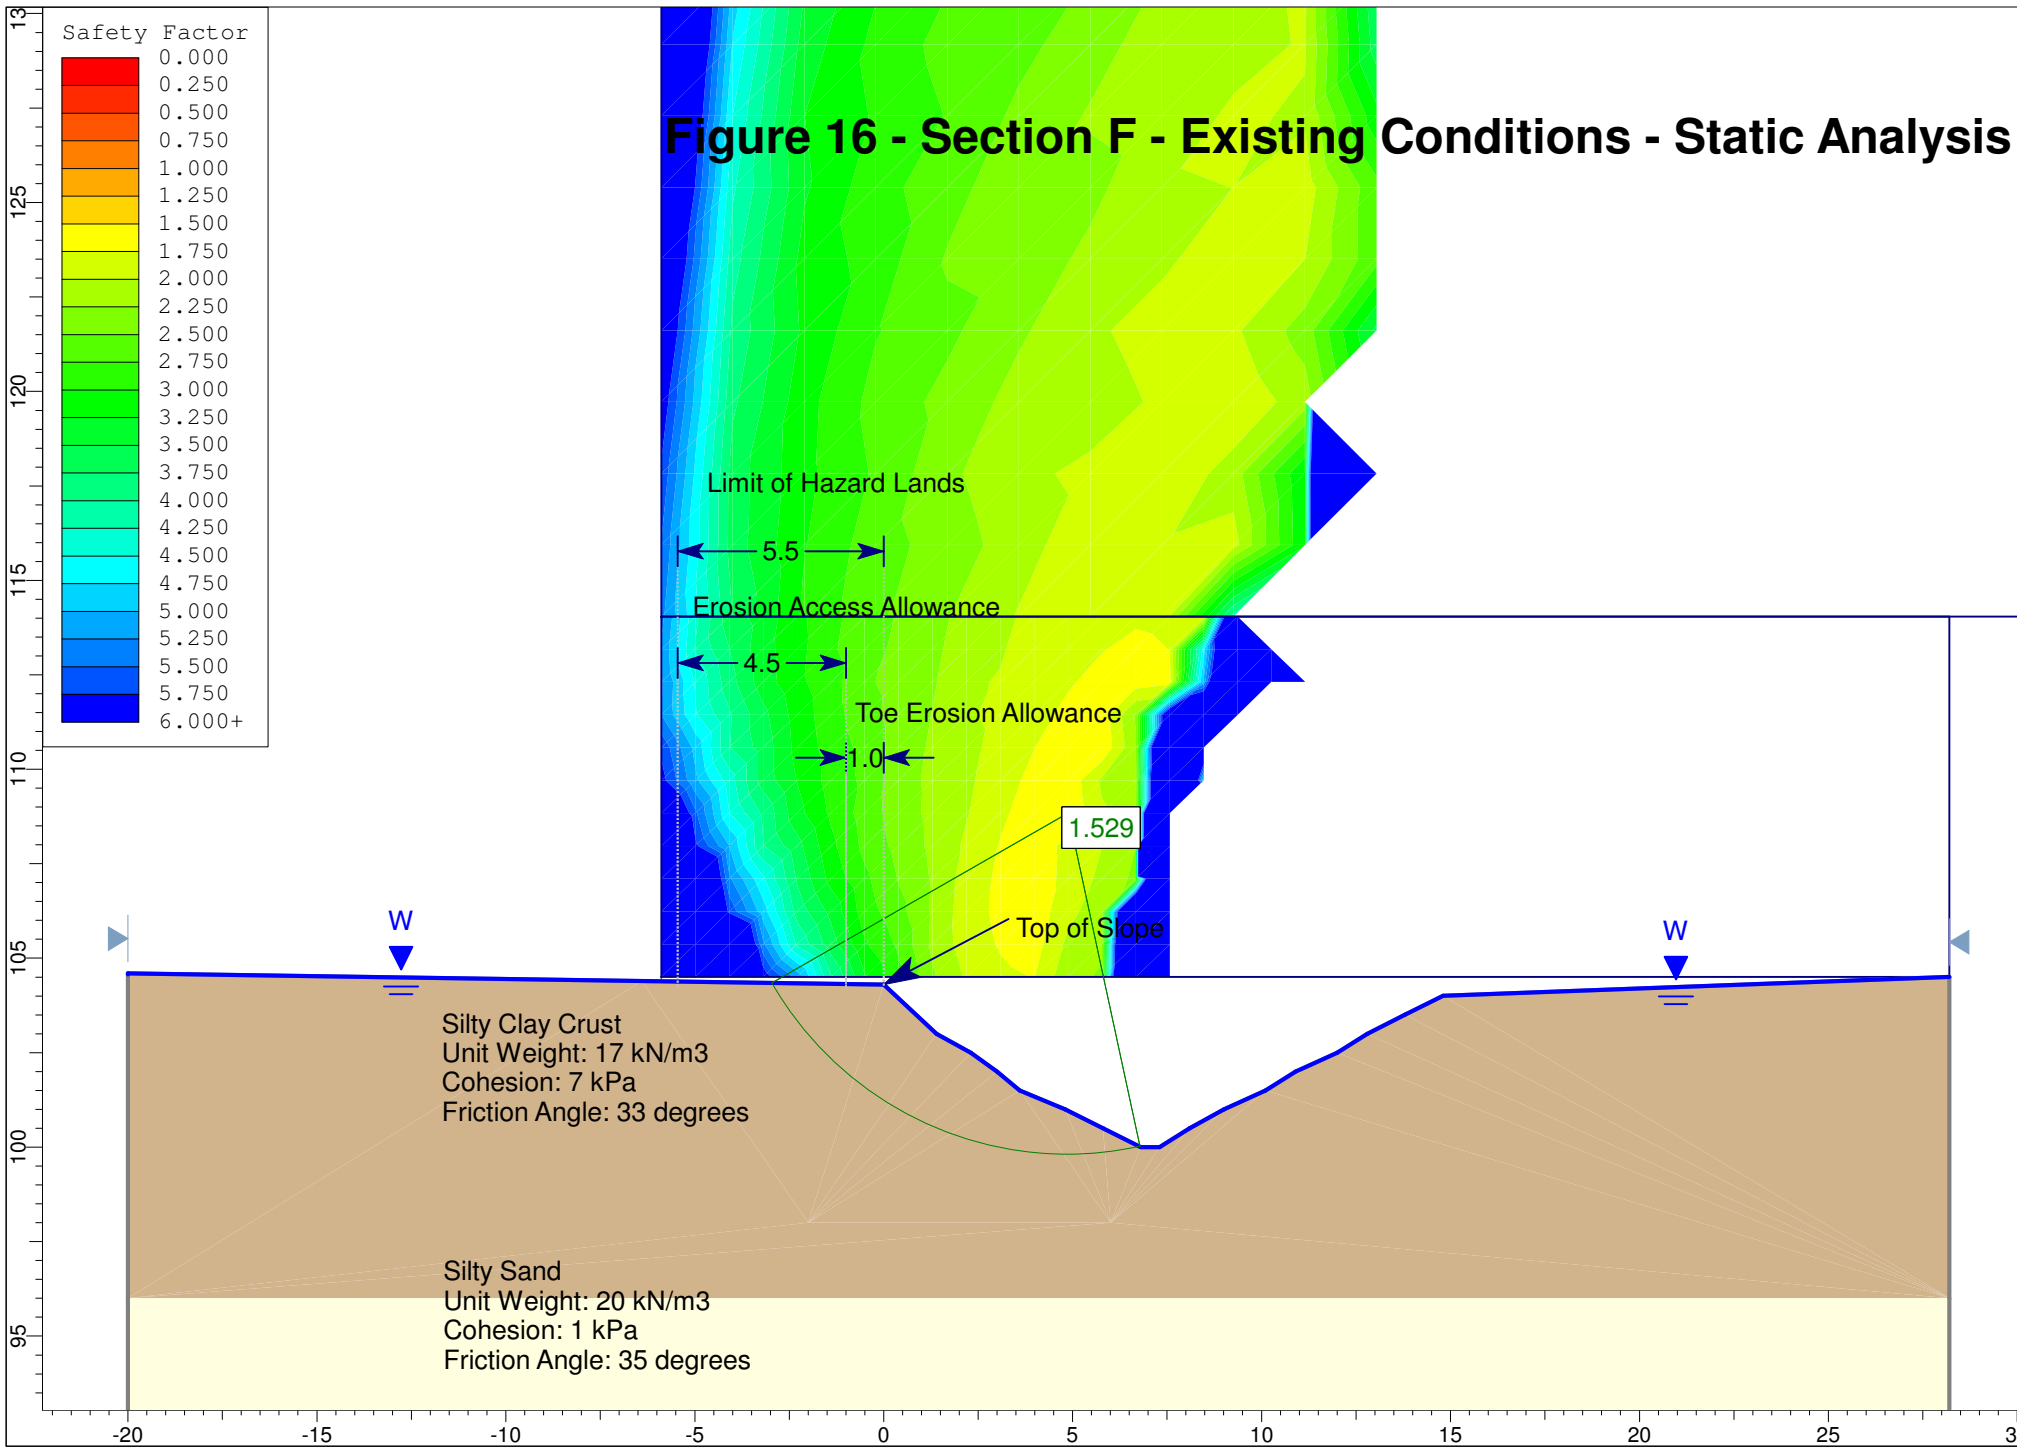 Safety Factor
0.000
0.250
0.500
0.750
1.000
1.250
1.500
1.750
2.000
2.250
2.500
2.750
3.000
3.250
3.500
3.750
4.000
4.250
4.500
4.750
5.000
5.250
5.500
5.750
6.000+
Figure 16 - Section F - Existing Conditions - Static Analysis
Limit of Hazard Lands
5.5
Erosion Access Allowance
4.5
Toe Erosion Allowance
1.0
1.529
Top of Slope
W
W
Silty Clay Crust
Unit Weight: 17 kN/m3
Cohesion: 7 kPa
Friction Angle: 33 degrees
Silty Sand
Unit Weight: 20 kN/m3
Cohesion: 1 kPa
Friction Angle: 35 degrees
13
125
120
115
110
105
100
95
-20 -15 -10 -5 0 5 10 15 20 25 3